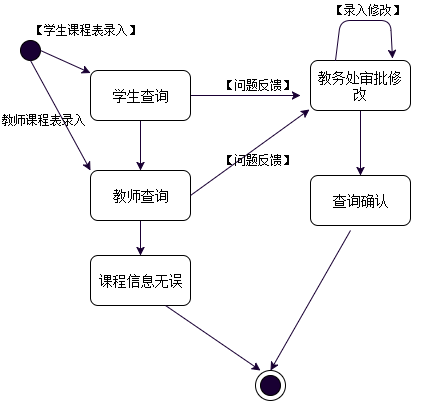 【学生课程表录入】
【录入修改】
学生查询
【问题反馈】
教务处审批修
改
教师课程表录入
教师查询
【问题反馈】
查询确认
课程信息无误